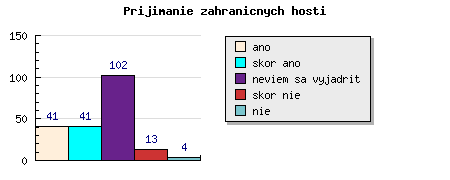 Prijimanie zahranicnych hosti
150
100
50
0
41
41
102
13
4
ano
skor ano
neviem sa vyjadrit
skor nie
nie